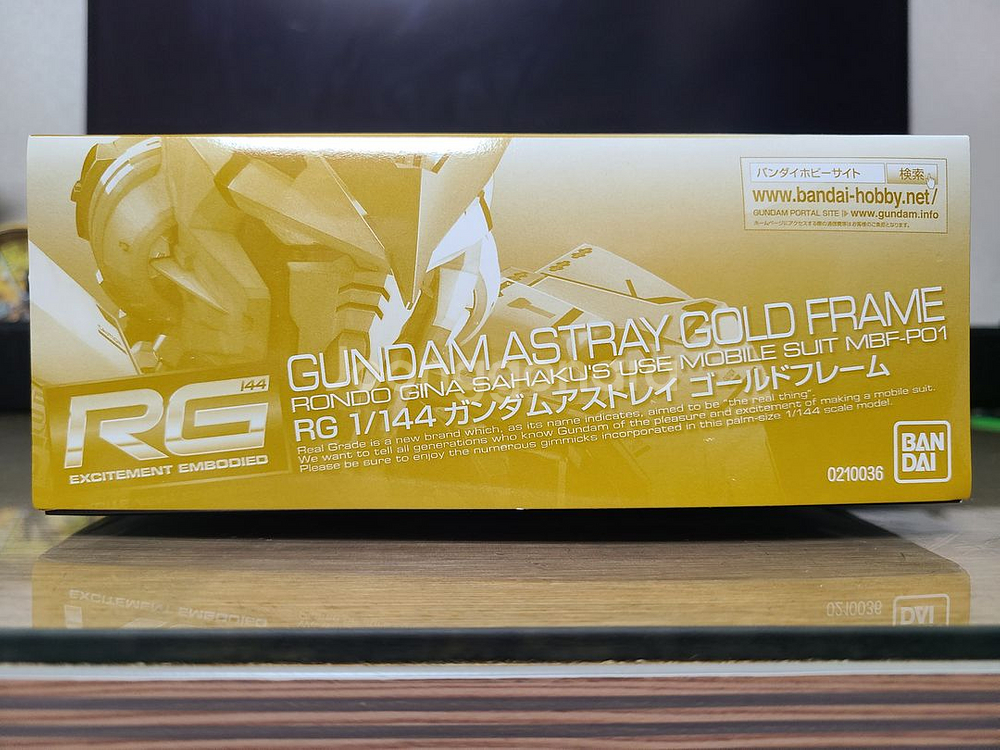 バンダイホビーサイト 検索
www.bandai-hobby.net/
GUNDAM PORTAL SITE www.gundam.info
GUNDAM ASTRAY GOLD FRAME
RONDO GINA SAHAKU'S USE MOBILE SUIT MBF-P01
RG 1/144 ガンダムアストレイ ゴールドフレーム
Real Grade is a new brand which, as its name indicates, aimed to be "the real thing".
We want to tell all generations who know Gundam of the pleasure and excitement of making a mobile suit.
Please be sure to enjoy the numerous gimmicks incorporated in this palm-size 1/144 scale model.
144
RG
EXCITEMENT EMBODIED
0210036
BAN
DAI